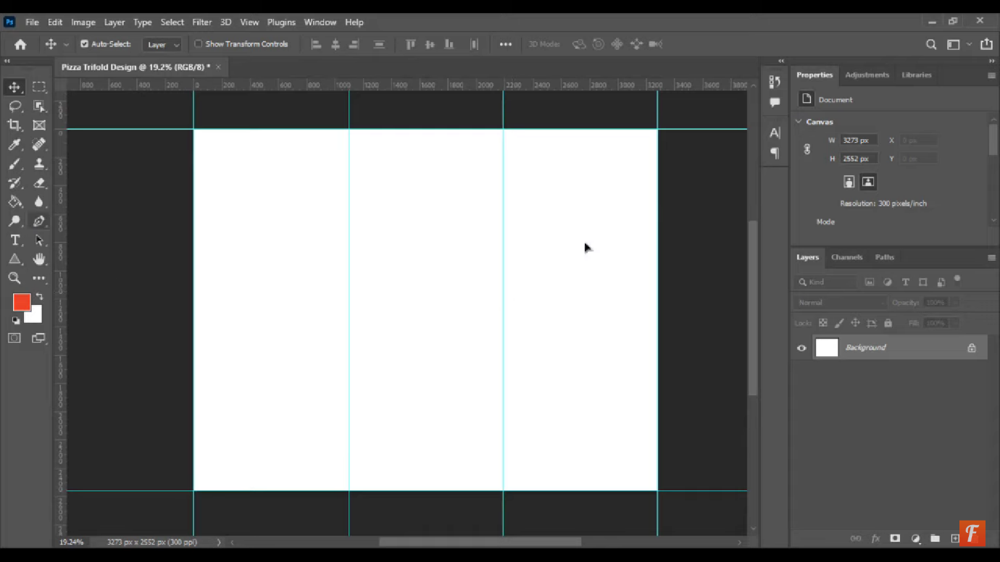 Ps File Edit Image Layer Type Select Filter 3D View Plugins Window Help
Auto-Select: Layer Show Transform Controls 3D Mode:
Pizza Trifold Design @ 19.2% (RGB/8) *
800 600 400 200 0 200 400 600 800 1000 1200 1400 1600 1800 2000 2200 2400 2600 2800 3000 3200 3400 3600 3800
Properties Adjustments Libraries
Document
Canvas
W 3273 px X 0 px
H 2552 px Y 0 px
Resolution: 300 pixels/inch
Mode
Layers Channels Paths
Kind
Normal Opacity: 100%
Lock: Fill: 100%
Background
19.24% 3273 px x 2552 px (300 ppi)
F